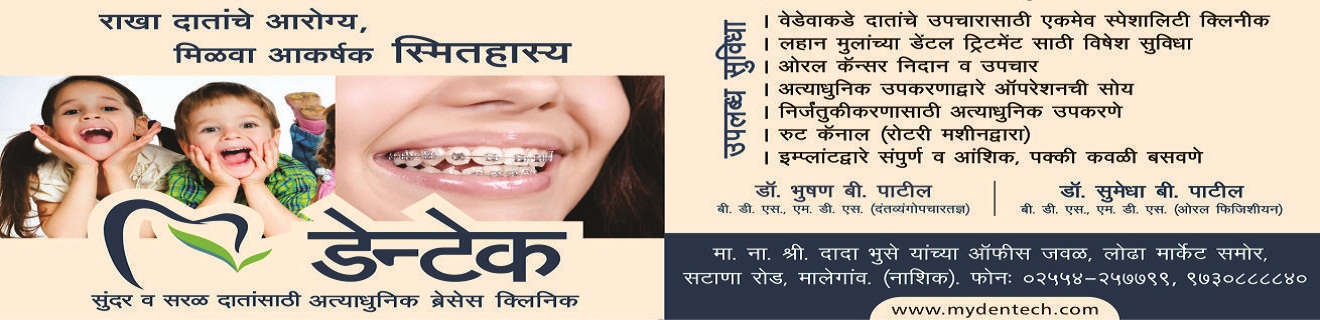 राखा दातांचे आरोग्य,
मिळवा आकर्षक स्मितहास्य
डेन्टेक
सुंदर व सरळ दातांसाठी अत्याधुनिक ब्रेसेस क्लिनिक
उपलब्ध सुविधा
। वेडेवाकडे दातांचे उपचारासाठी एकमेव स्पेशालिटी क्लिनीक
। लहान मुलांच्या डेंटल ट्रिटमेंट साठी विषेश सुविधा
। ओरल कॅन्सर निदान व उपचार
। अत्याधुनिक उपकरणाद्वारे ऑपरेशनची सोय
। निर्जंतुकीकरणासाठी अत्याधुनिक उपकरणे
। रुट कॅनाल (रोटरी मशीनद्वारा)
। इम्प्लांटद्वारे संपुर्ण व आंशिक, पक्की कवळी बसवणे
डॉ. भुषण बी. पाटील
बी. डी. एस., एम. डी. एस. (दंतव्यंगोपचारतज्ञ)
डॉ. सुमेधा बी. पाटील
बी. डी. एस., एम. डी. एस. (ओरल फिजिशीयन)
मा. ना. श्री. दादा भुसे यांच्या ऑफीस जवळ, लोढा मार्केट समोर,
सटाणा रोड, मालेगांव. (नाशिक). फोनः ०२५५४-२५७७९९, ९७३०८८८८४०
www.mydentech.com